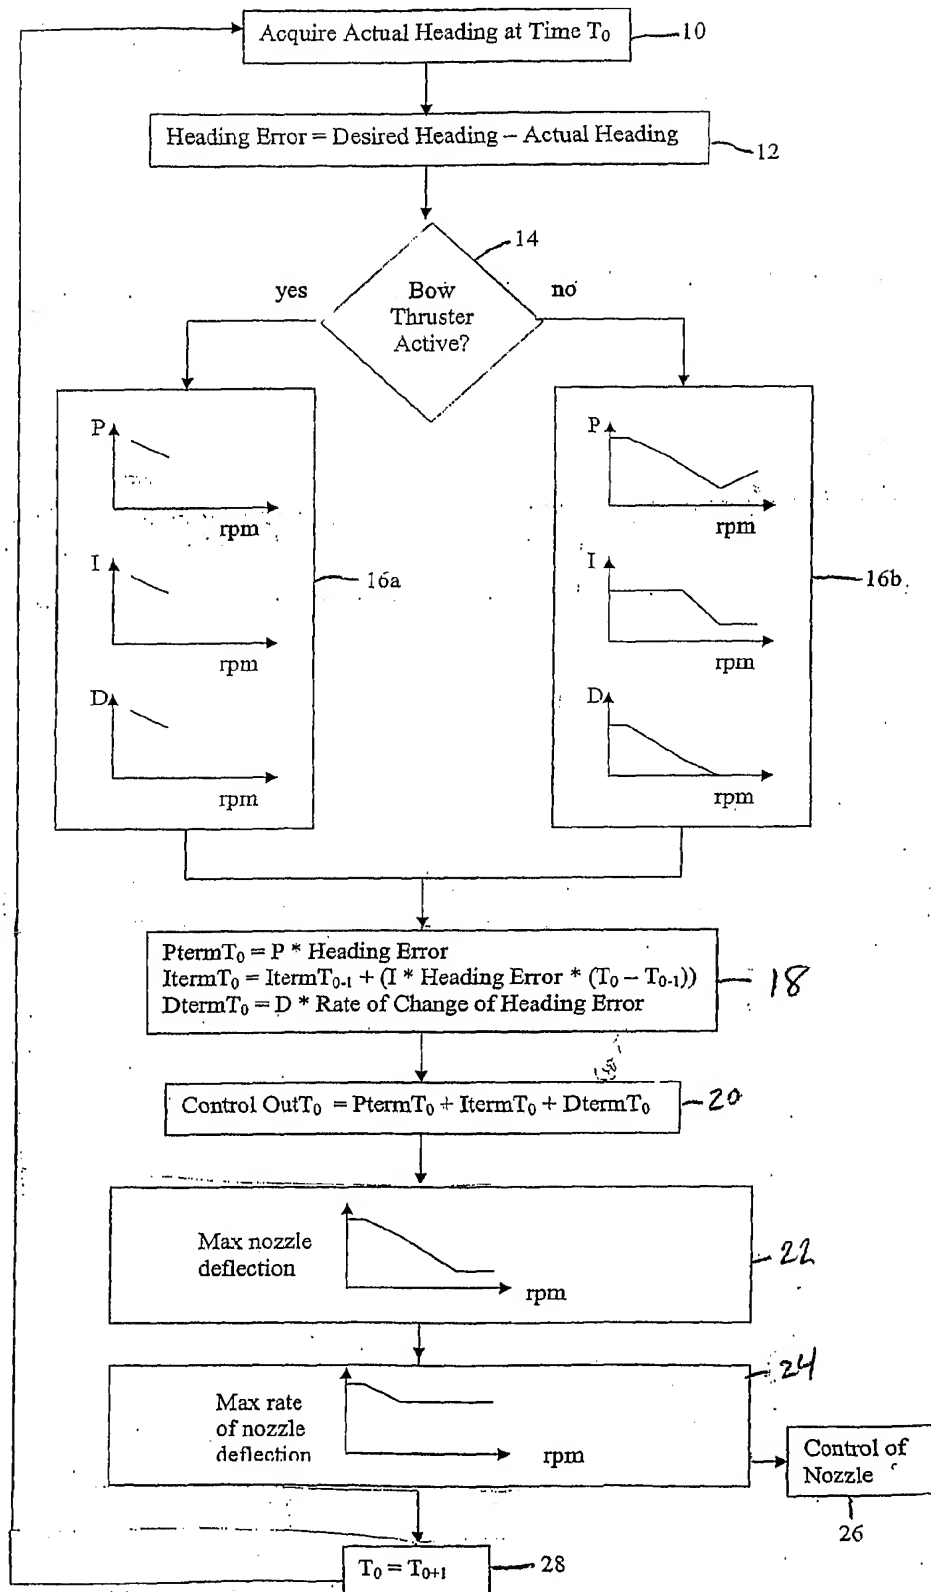 Acquire Actual Heading at Time T₀
10
Heading Error = Desired Heading – Actual Heading
12
14
yes
Bow
Thruster
Active?
no
P
rpm
I
rpm
D
rpm
16a
P
rpm
I
rpm
D
rpm
16b
PtermT₀ = P * Heading Error
ItermT₀ = ItermT₀₋₁ + (I * Heading Error * (T₀ – T₀₋₁))
DtermT₀ = D * Rate of Change of Heading Error
18
Control OutT₀ = PtermT₀ + ItermT₀ + DtermT₀
20
Max nozzle
deflection
rpm
22
Max rate
of nozzle
deflection
rpm
24
Control of
Nozzle
26
T₀ = T₀₊₁
28